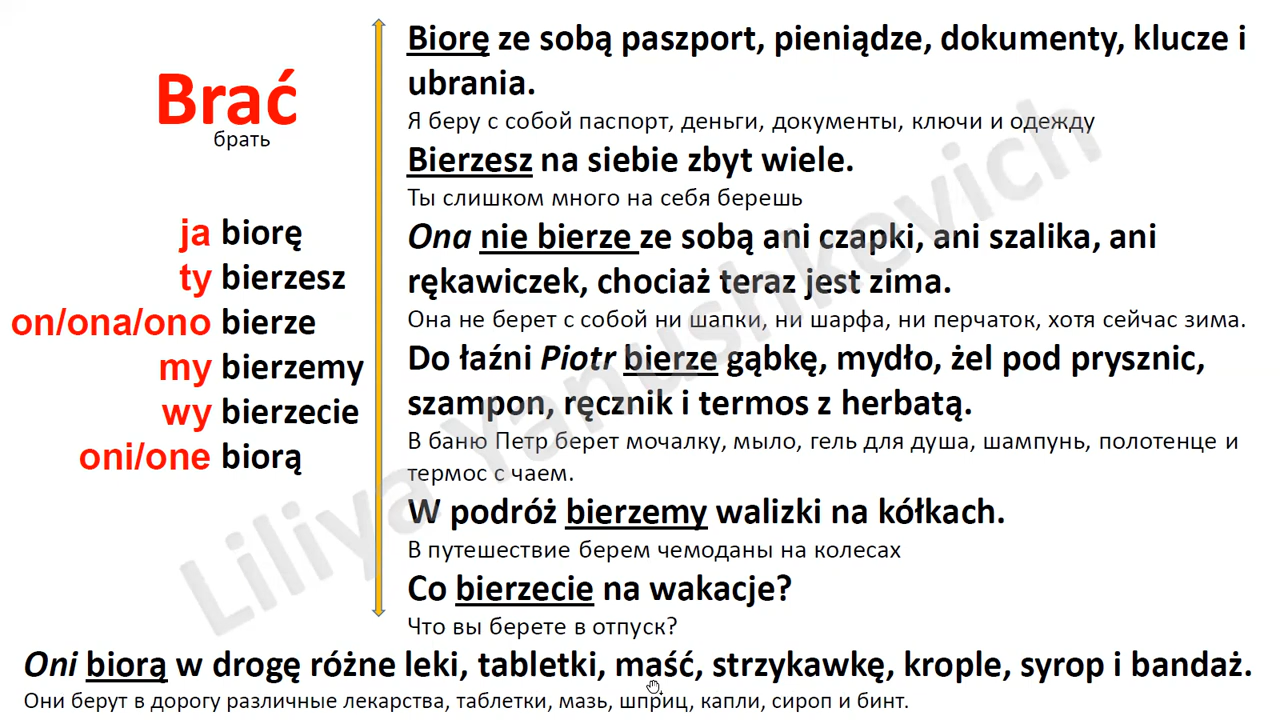 Brać
брать
ja biorę
ty bierzesz
on/ona/ono bierze
my bierzemy
wy bierzecie
oni/one biorą
Biorę ze sobą paszport, pieniądze, dokumenty, klucze i
ubrania.
Я беру с собой паспорт, деньги, документы, ключи и одежду
Bierzesz na siebie zbyt wiele.
Ты слишком много на себя берешь
Ona nie bierze ze sobą ani czapki, ani szalika, ani
rękawiczek, chociaż teraz jest zima.
Она не берет с собой ни шапки, ни шарфа, ни перчаток, хотя сейчас зима.
Do łaźni Piotr bierze gąbkę, mydło, żel pod prysznic,
szampon, ręcznik i termos z herbatą.
В баню Петр берет мочалку, мыло, гель для душа, шампунь, полотенце и
термос с чаем.
W podróż bierzemy walizki na kółkach.
В путешествие берем чемоданы на колесах
Co bierzecie na wakacje?
Что вы берете в отпуск?
Oni biorą w drogę różne leki, tabletki, maść, strzykawkę, krople, syrop i bandaż.
Они берут в дорогу различные лекарства, таблетки, мазь, шприц, капли, сироп и бинт.
Liliya Yanushkevich